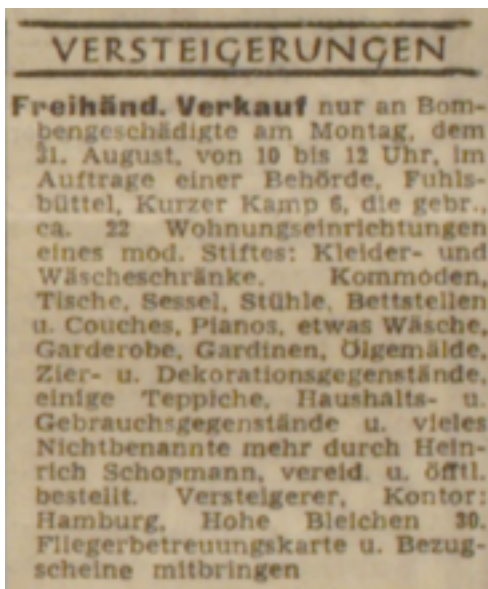 VERSTEIGERUNGEN
Freihänd. Verkauf nur an Bom-
bengeschädigte am Montag, dem
31. August, von 10 bis 12 Uhr, im
Auftrage einer Behörde, Fuhls-
büttel, Kurzer Kamp 6, die gebr.,
ca. 22 Wohnungseinrichtungen
eines mod. Stiftes: Kleider- und
Wäscheschränke, Kommoden,
Tische, Sessel, Stühle, Bettstellen
u. Couches, Pianos, etwas Wäsche,
Garderobe, Gardinen, Ölgemälde,
Zier- u. Dekorationsgegenstände,
einige Teppiche, Haushalts- u.
Gebrauchsgegenstände u. vieles
Nichtbenannte mehr durch Hein-
rich Schopmann, vereid. u. öfftl.
bestellt. Versteigerer, Kontor:
Hamburg, Hohe Bleichen 30.
Fliegerbetreuungskarte u. Bezug-
scheine mitbringen